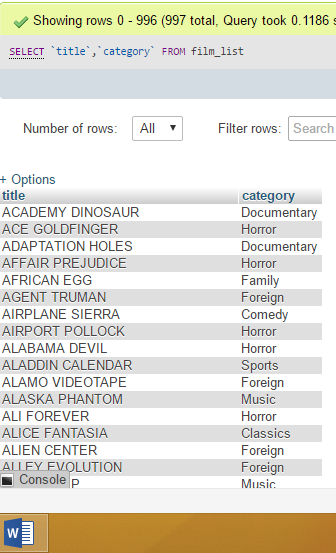 Showing rows 0 - 996 (997 total, Query took 0.1186 s
SELECT `title`,`category` FROM film_list
Number of rows: All ▼ Filter rows: Search
+ Options
title category
ACADEMY DINOSAUR Documentary
ACE GOLDFINGER Horror
ADAPTATION HOLES Documentary
AFFAIR PREJUDICE Horror
AFRICAN EGG Family
AGENT TRUMAN Foreign
AIRPLANE SIERRA Comedy
AIRPORT POLLOCK Horror
ALABAMA DEVIL Horror
ALADDIN CALENDAR Sports
ALAMO VIDEOTAPE Foreign
ALASKA PHANTOM Music
ALI FOREVER Horror
ALICE FANTASIA Classics
ALIEN CENTER Foreign
ALLEY EVOLUTION Foreign
Console P Music
W